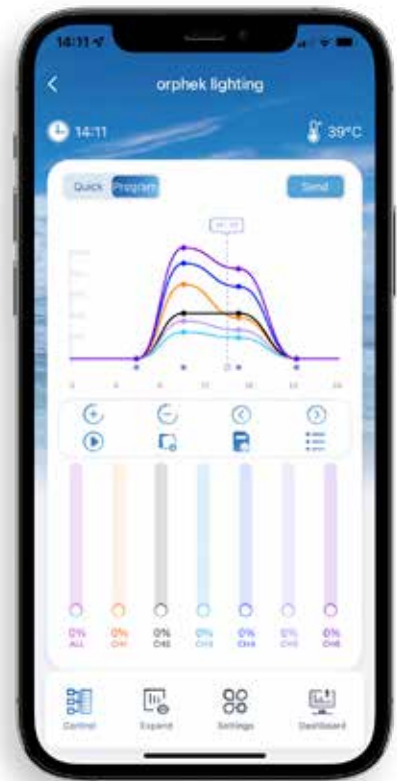 14:11
orphek lighting
14:11 39°C
Quick Program Send
0% 0% 0% 0% 0% 0% 0%
ALL CH1 CH2 CH3 CH4 CH5 CH6
Control Expand Settings Dashboard